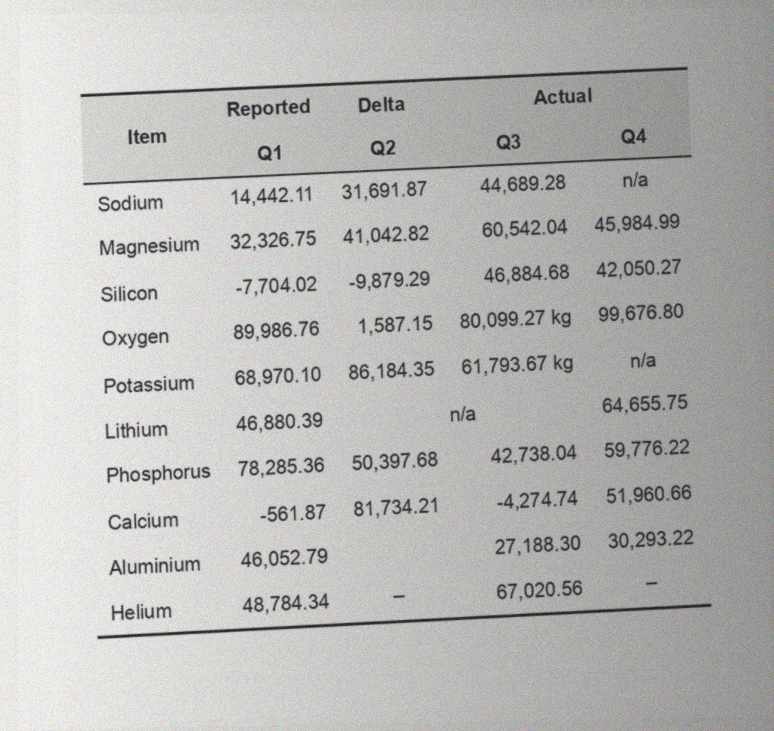 Item Reported Delta Actual
Q1 Q2 Q3 Q4
Sodium 14,442.11 31,691.87 44,689.28 n/a
Magnesium 32,326.75 41,042.82 60,542.04 45,984.99
Silicon -7,704.02 -9,879.29 46,884.68 42,050.27
Oxygen 89,986.76 1,587.15 80,099.27 kg 99,676.80
Potassium 68,970.10 86,184.35 61,793.67 kg n/a
Lithium 46,880.39 n/a 64,655.75
Phosphorus 78,285.36 50,397.68 42,738.04 59,776.22
Calcium -561.87 81,734.21 -4,274.74 51,960.66
Aluminium 46,052.79 27,188.30 30,293.22
Helium 48,784.34 – 67,020.56 –